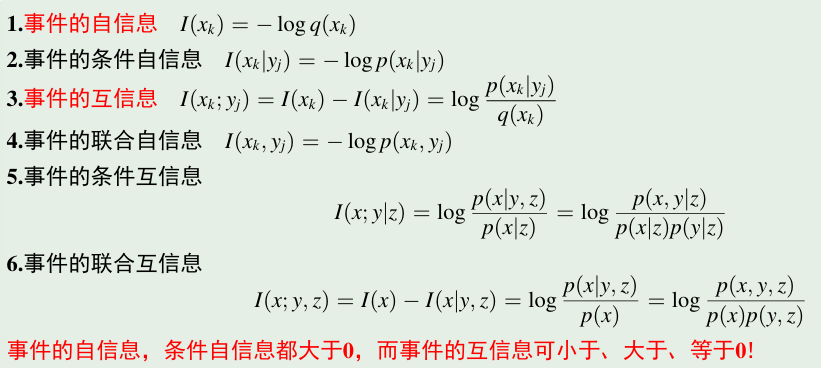 1.事件的自信息 I(x_k) = −log q(x_k)
2.事件的条件自信息 I(x_k|y_j) = −log p(x_k|y_j)
3.事件的互信息 I(x_k; y_j) = I(x_k) − I(x_k|y_j) = log \frac{p(x_k|y_j)}{q(x_k)}
4.事件的联合自信息 I(x_k, y_j) = −log p(x_k, y_j)
5.事件的条件互信息
I(x; y|z) = log \frac{p(x|y, z)}{p(x|z)} = log \frac{p(x, y|z)}{p(x|z)p(y|z)}
6.事件的联合互信息
I(x; y, z) = I(x) − I(x|y, z) = log \frac{p(x|y, z)}{p(x)} = log \frac{p(x, y, z)}{p(x)p(y, z)}
事件的自信息，条件自信息都大于0，而事件的互信息可小于、大于、等于0!